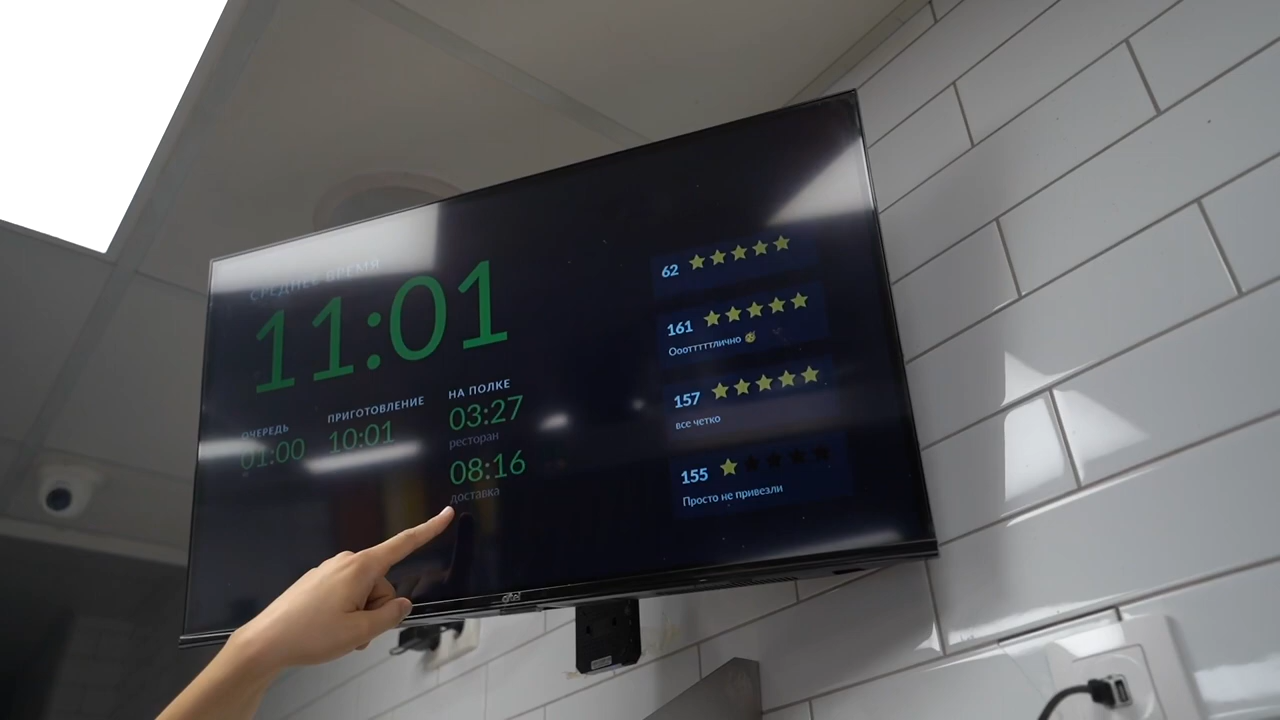 СРЕДНЕЕ ВРЕМЯ
11:01
ОЧЕРЕДЬ
01:00
ПРИГОТОВЛЕНИЕ
10:01
НА ПОЛКЕ
03:27
ресторан
08:16
доставка
62
161
Оооттттлично
157
все четко
155
Просто не привезли
artel